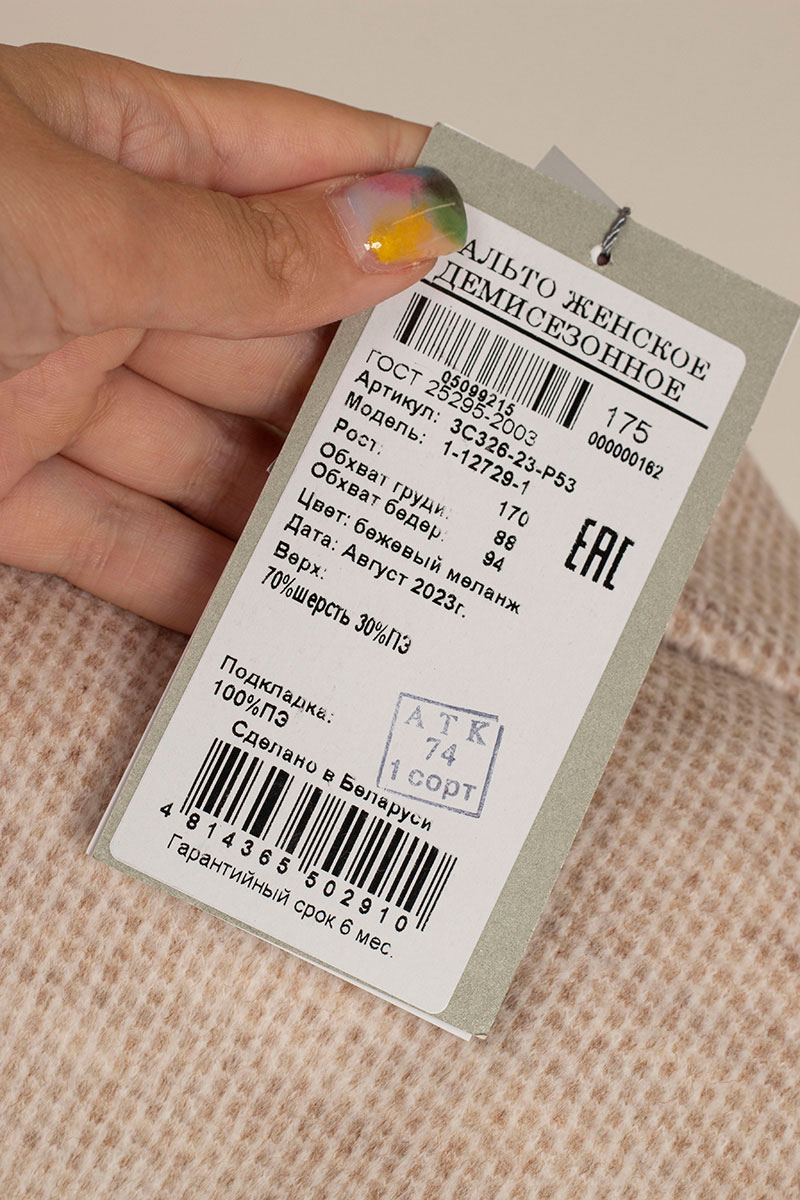 АЛЬТО ЖЕНСКОЕ
ДЕМИСЕЗОННОЕ
05099215
175
000000162
ГОСТ 25295-2003
Артикул: 3С326-23-Р53
Модель: 1-12729-1
Рост: 170
Обхват груди: 88
Обхват бедер: 94
Цвет: бежевый меланж
Дата: Август 2023г.
Верх:
70%шерсть 30%ПЭ
EAC
Подкладка:
100%ПЭ
АТК
74
1 сорт
Сделано в Беларуси
4 814365 502910
Гарантийный срок 6 мес.